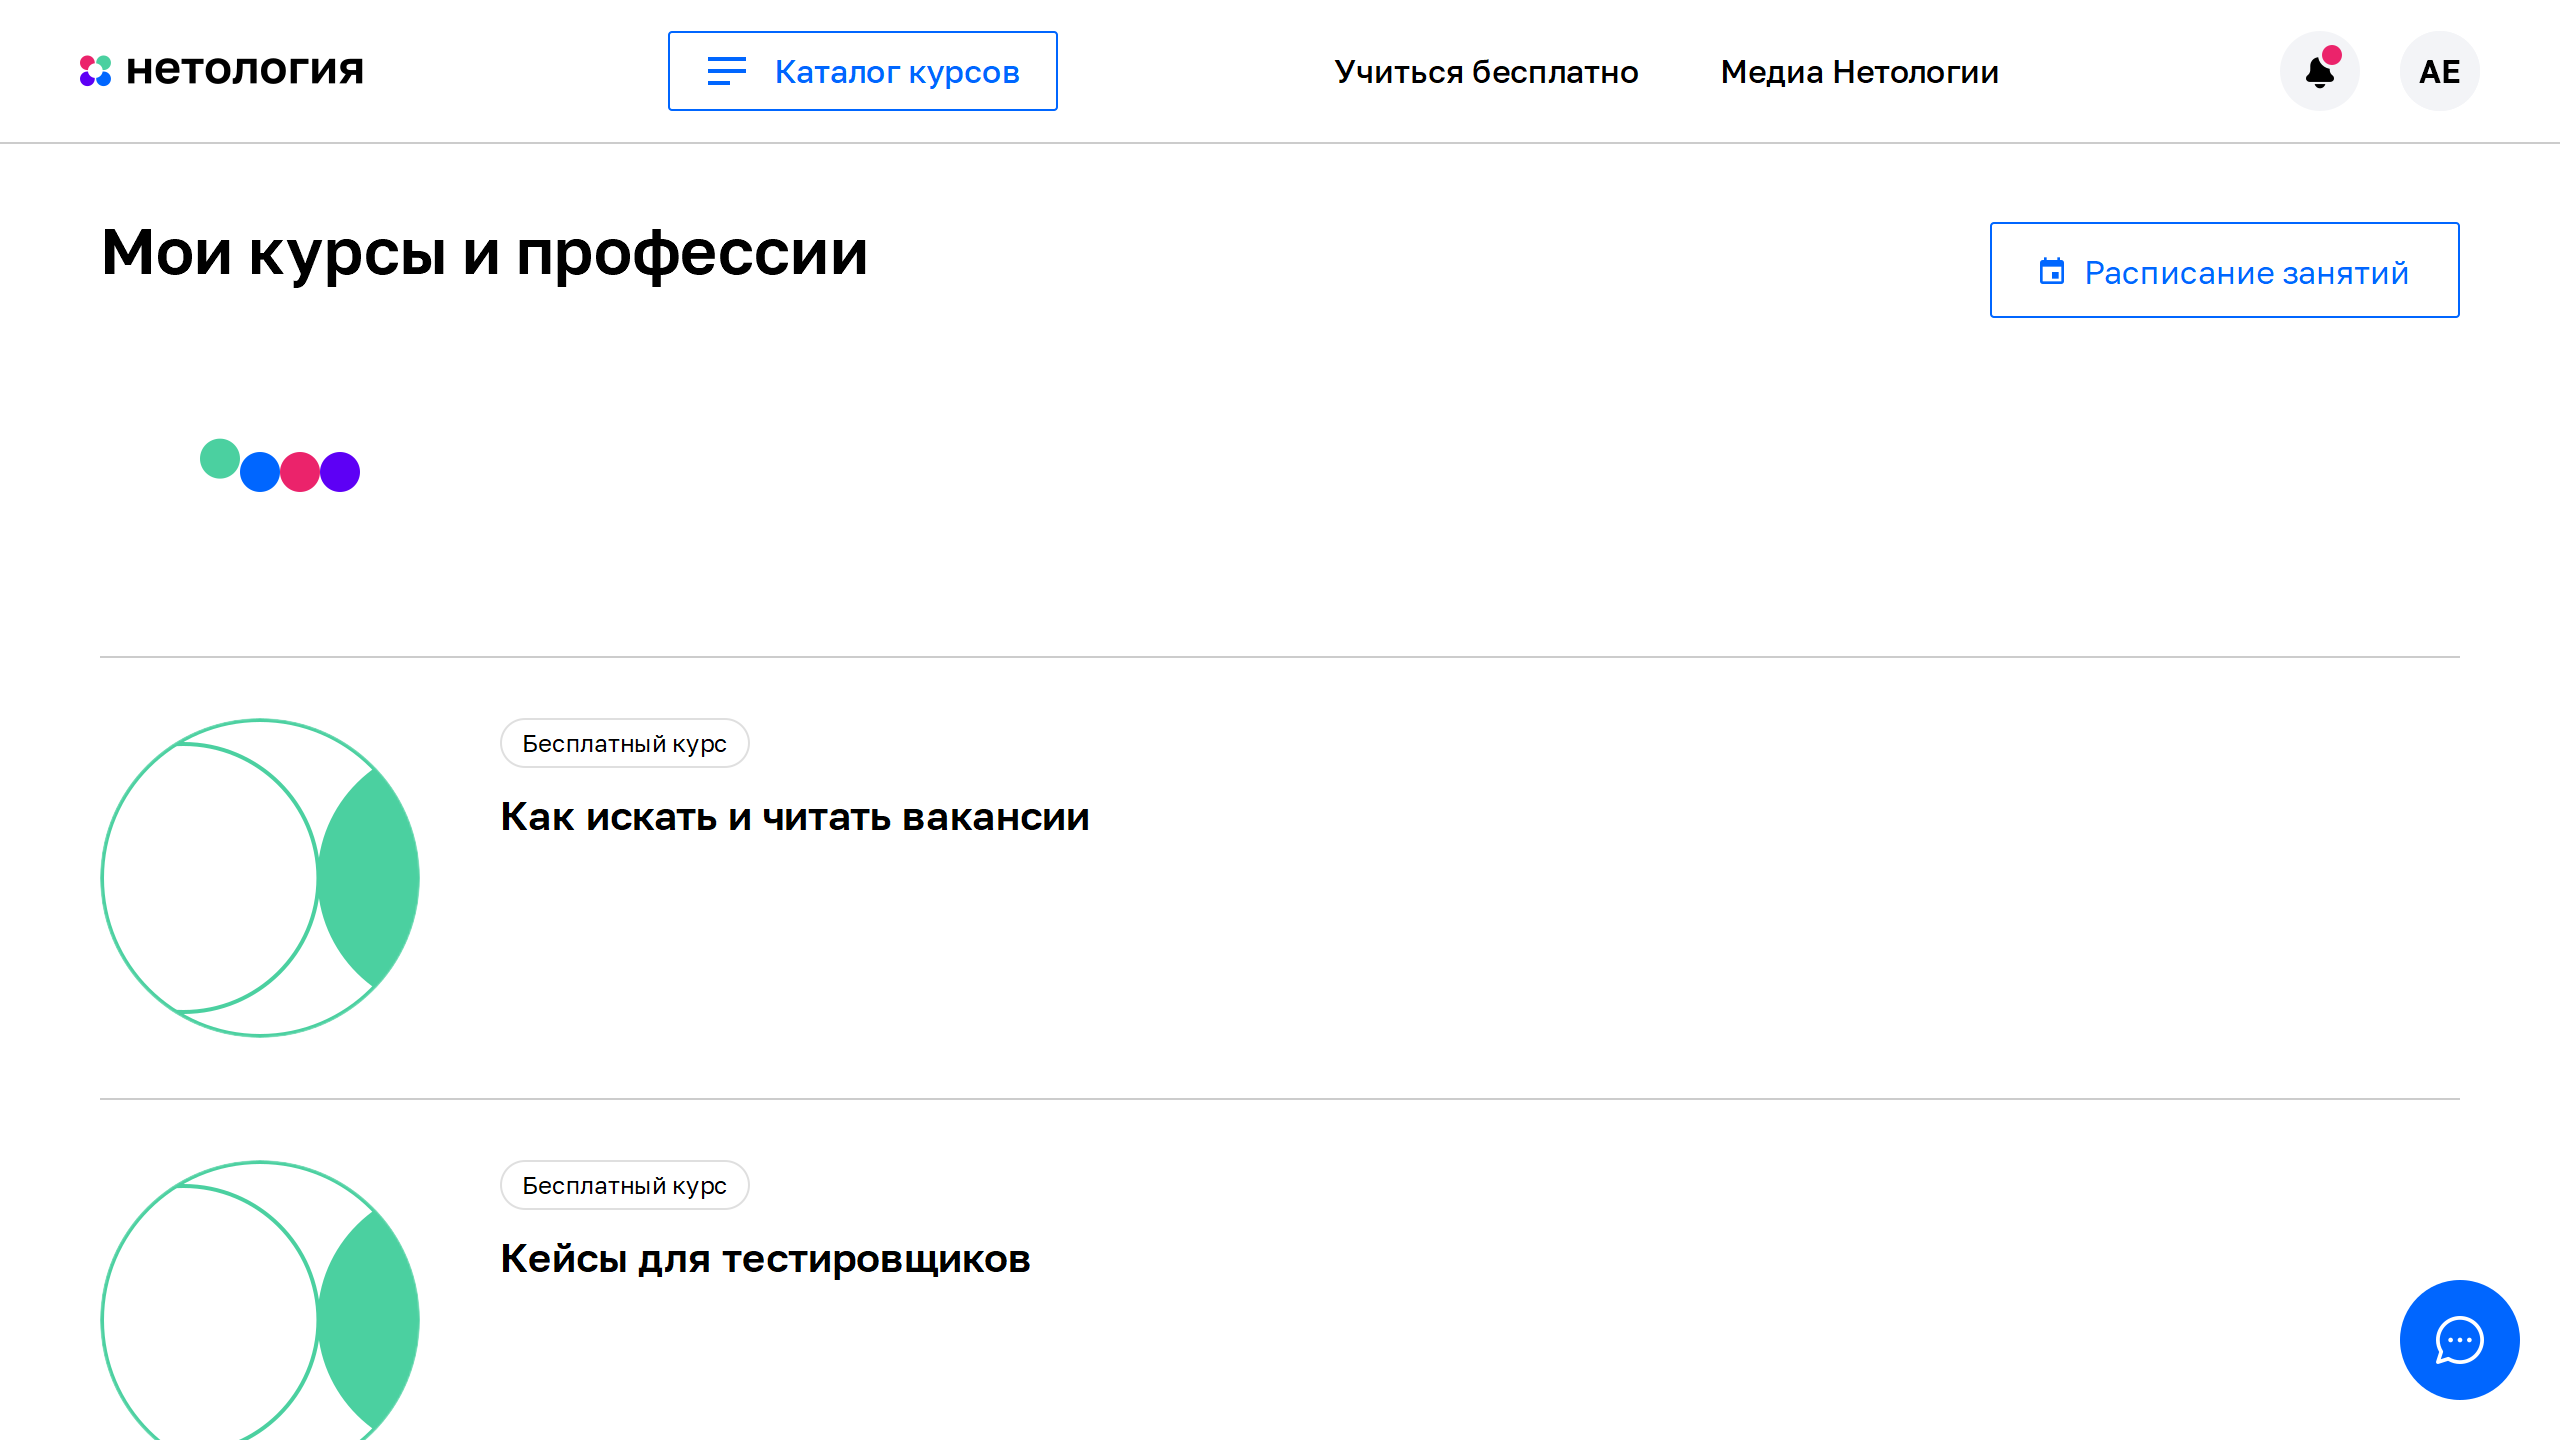 нетология
Каталог курсов
Учиться бесплатно
Медиа Нетологии
АЕ
Мои курсы и профессии
Расписание занятий
Бесплатный курс
Как искать и читать вакансии
Бесплатный курс
Кейсы для тестировщиков